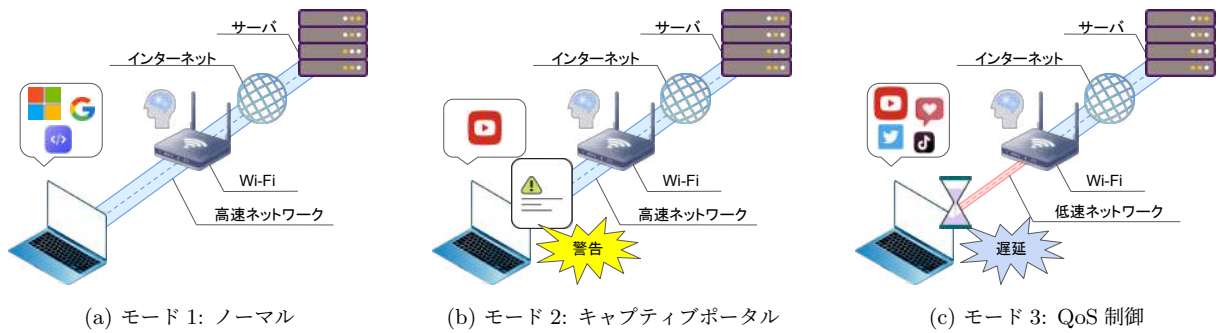 サーバ
インターネット
Wi-Fi
高速ネットワーク
(a) モード 1: ノーマル
サーバ
インターネット
Wi-Fi
高速ネットワーク
警告
(b) モード 2: キャプティブポータル
サーバ
インターネット
Wi-Fi
低速ネットワーク
遅延
(c) モード 3: QoS 制御